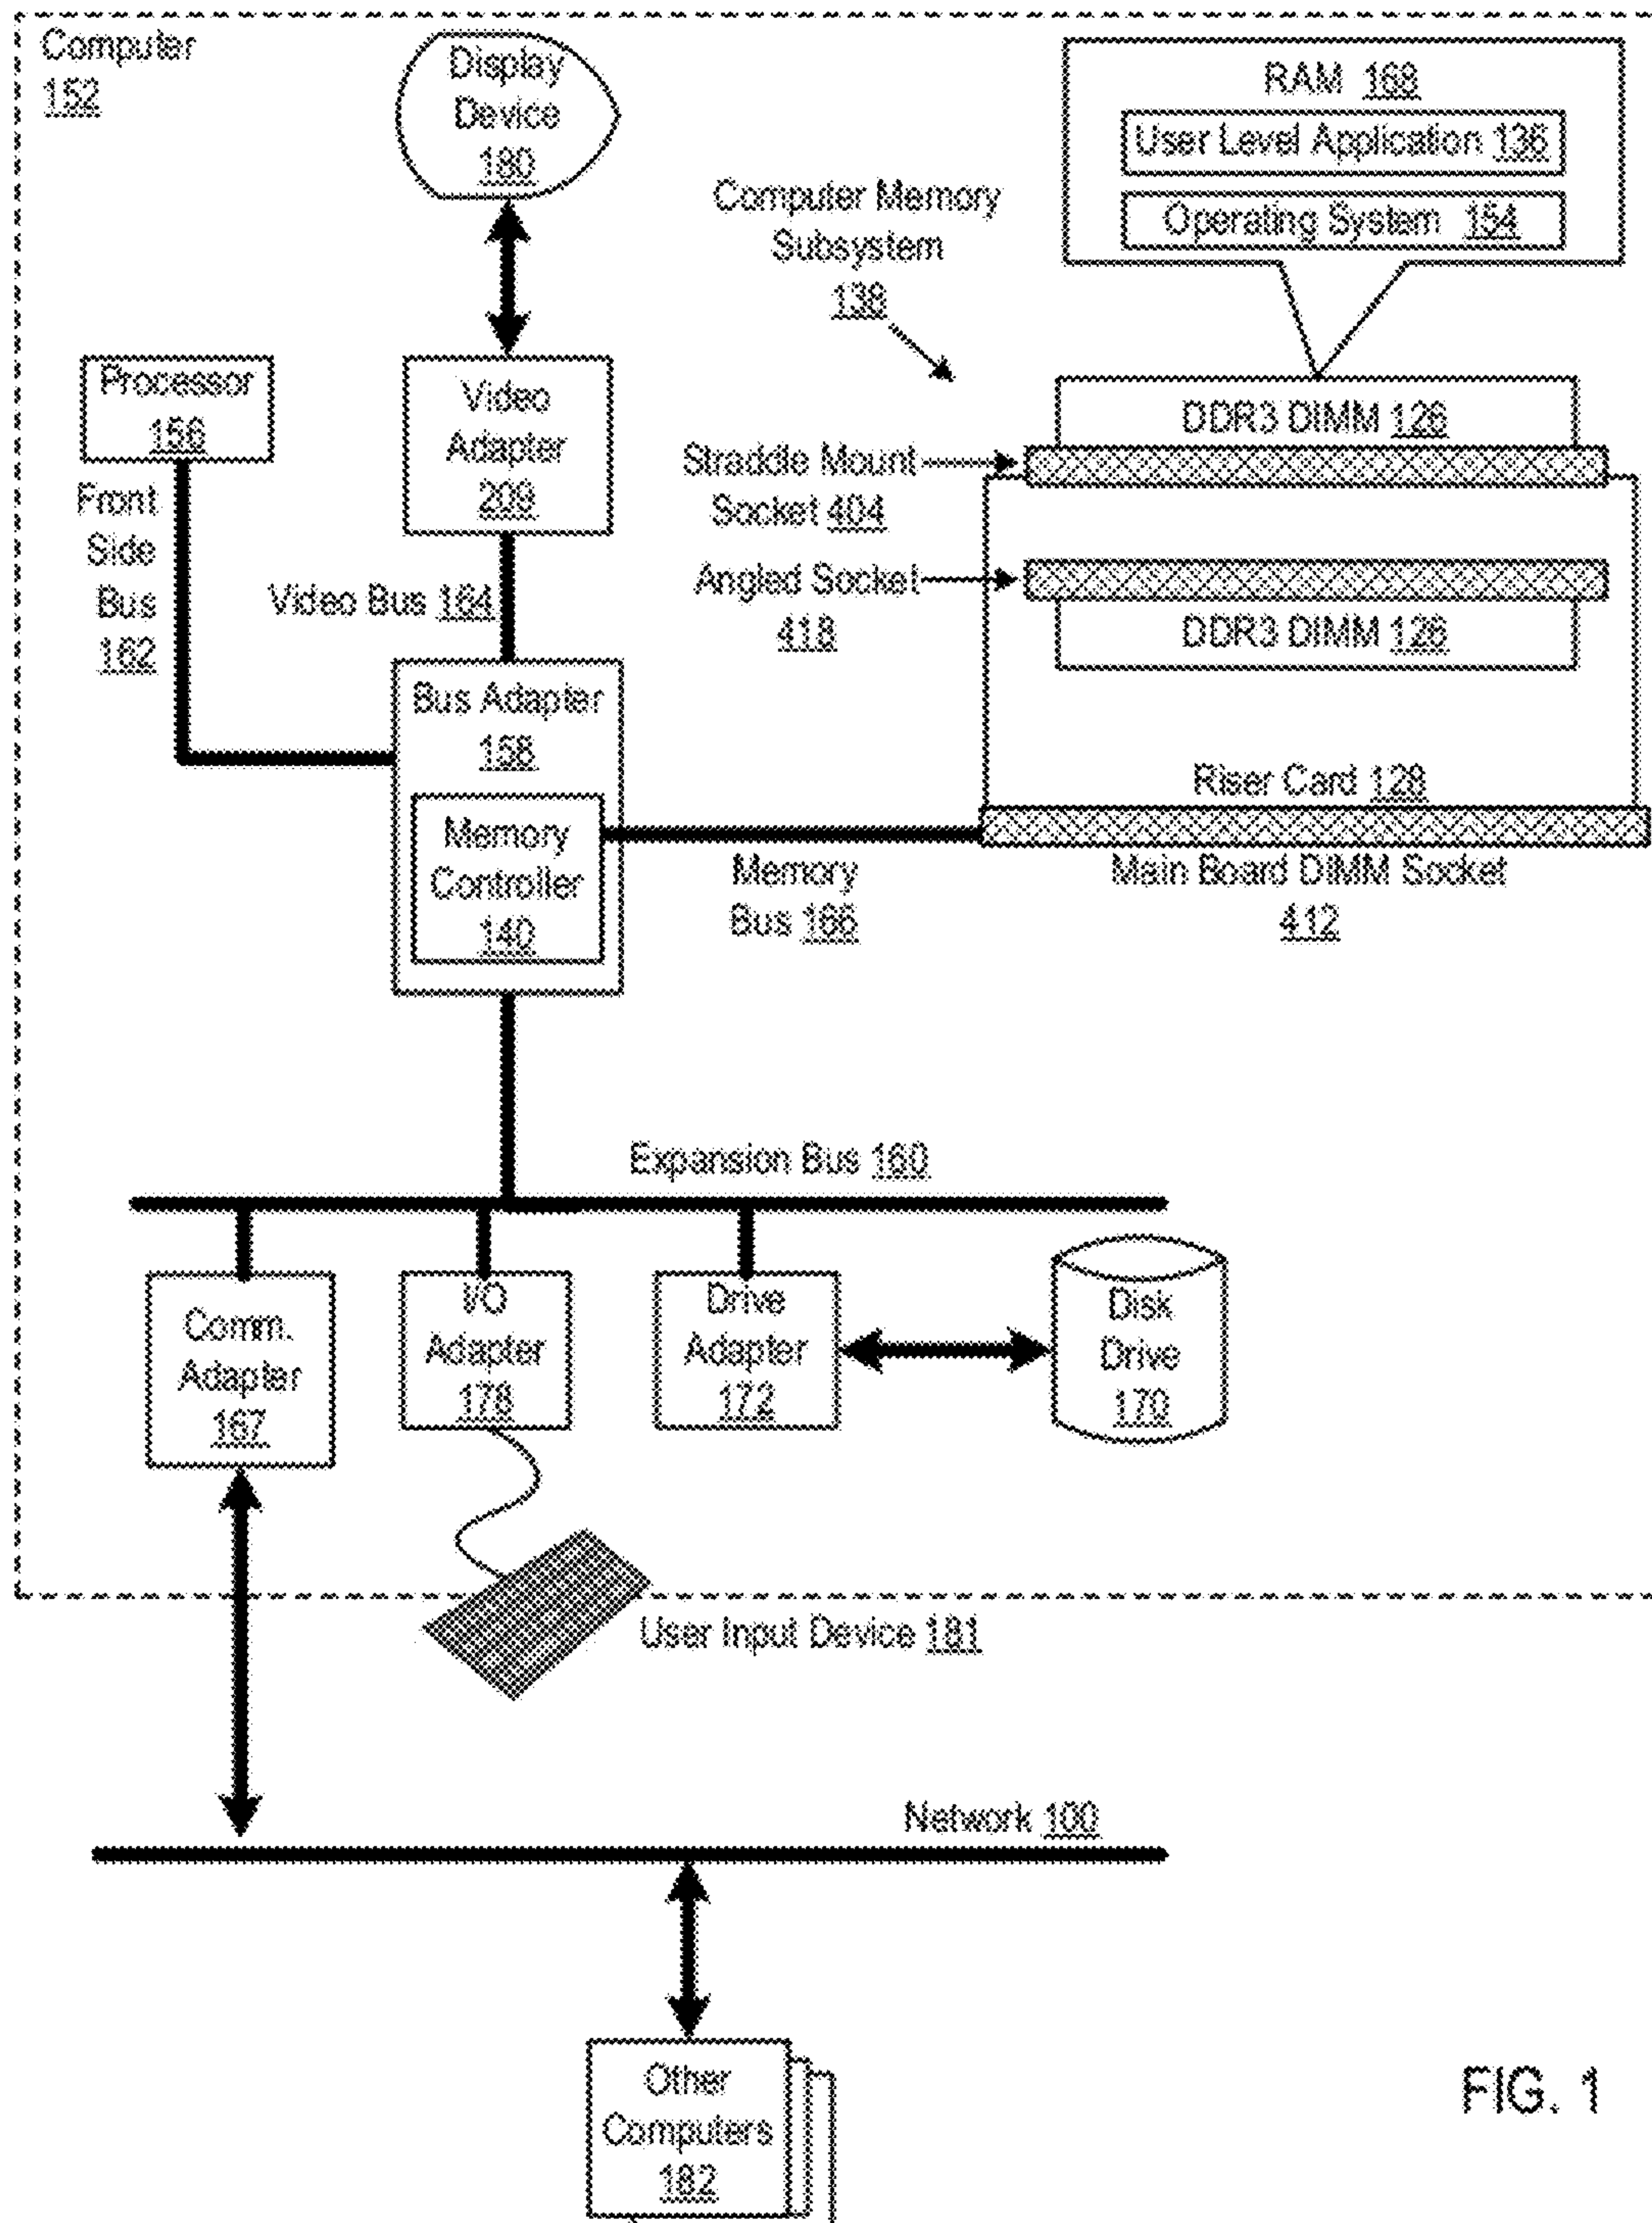 Computer
152
Display
Device
180
RAM 168
User Level Application 136
Operating System 154
Computer Memory
Subsystem
138
Processor
156
Video
Adapter
209
DDR3 DIMM 126
Straddle Mount
Socket 404
Angled Socket
418
DDR3 DIMM 126
Front
Side
Bus
162
Video Bus 164
Bus Adapter
158
Memory
Controller
140
Riser Card 128
Memory
Bus 166
Main Board DIMM Socket
412
Expansion Bus 160
Comm.
Adapter
167
I/O
Adapter
178
Drive
Adapter
172
Disk
Drive
170
User Input Device 181
Network 100
Other
Computers
182
FIG. 1